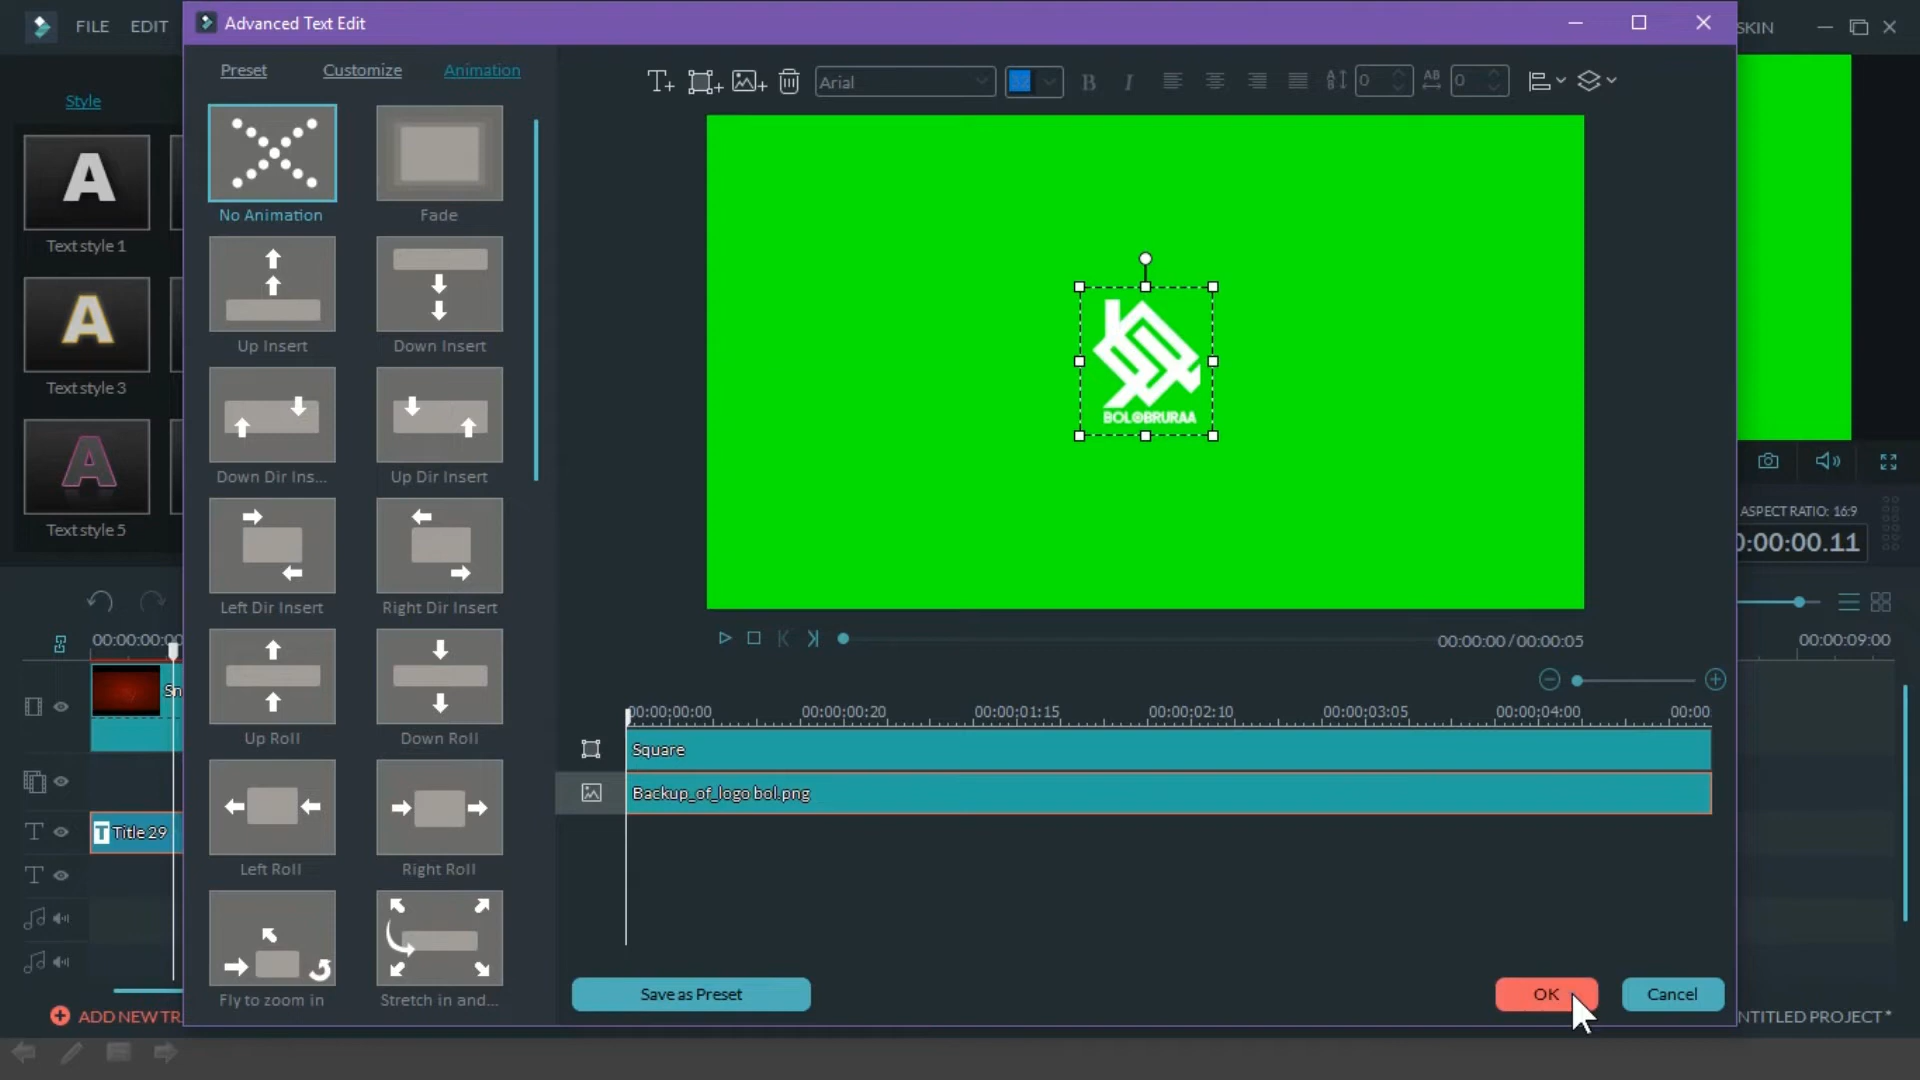 FILE
EDIT
Advanced Text Edit
SKIN
Preset
Customize
Animation
Arial
32
B
I
0
AB
0
Style
A
Text style 1
A
Text style 3
A
Text style 5
No Animation
Fade
Up Insert
Down Insert
Down Dir Ins...
Up Dir Insert
Left Dir Insert
Right Dir Insert
Up Roll
Down Roll
Left Roll
Right Roll
Fly to zoom in
Stretch in and...
BOLOBRURAA
00:00:00/00:00:05
00:00:00:00
00:00:00:20
00:00:01:15
00:00:02:10
00:00:03:05
00:00:04:00
00:00
Square
Backup_of_logo bol.png
Save as Preset
OK
Cancel
ASPECT RATIO: 16:9
0:00:00.11
00:00:00:00
00:00:09:00
Sn
T Title 29
ADD NEW TR
NTITLED PROJECT*